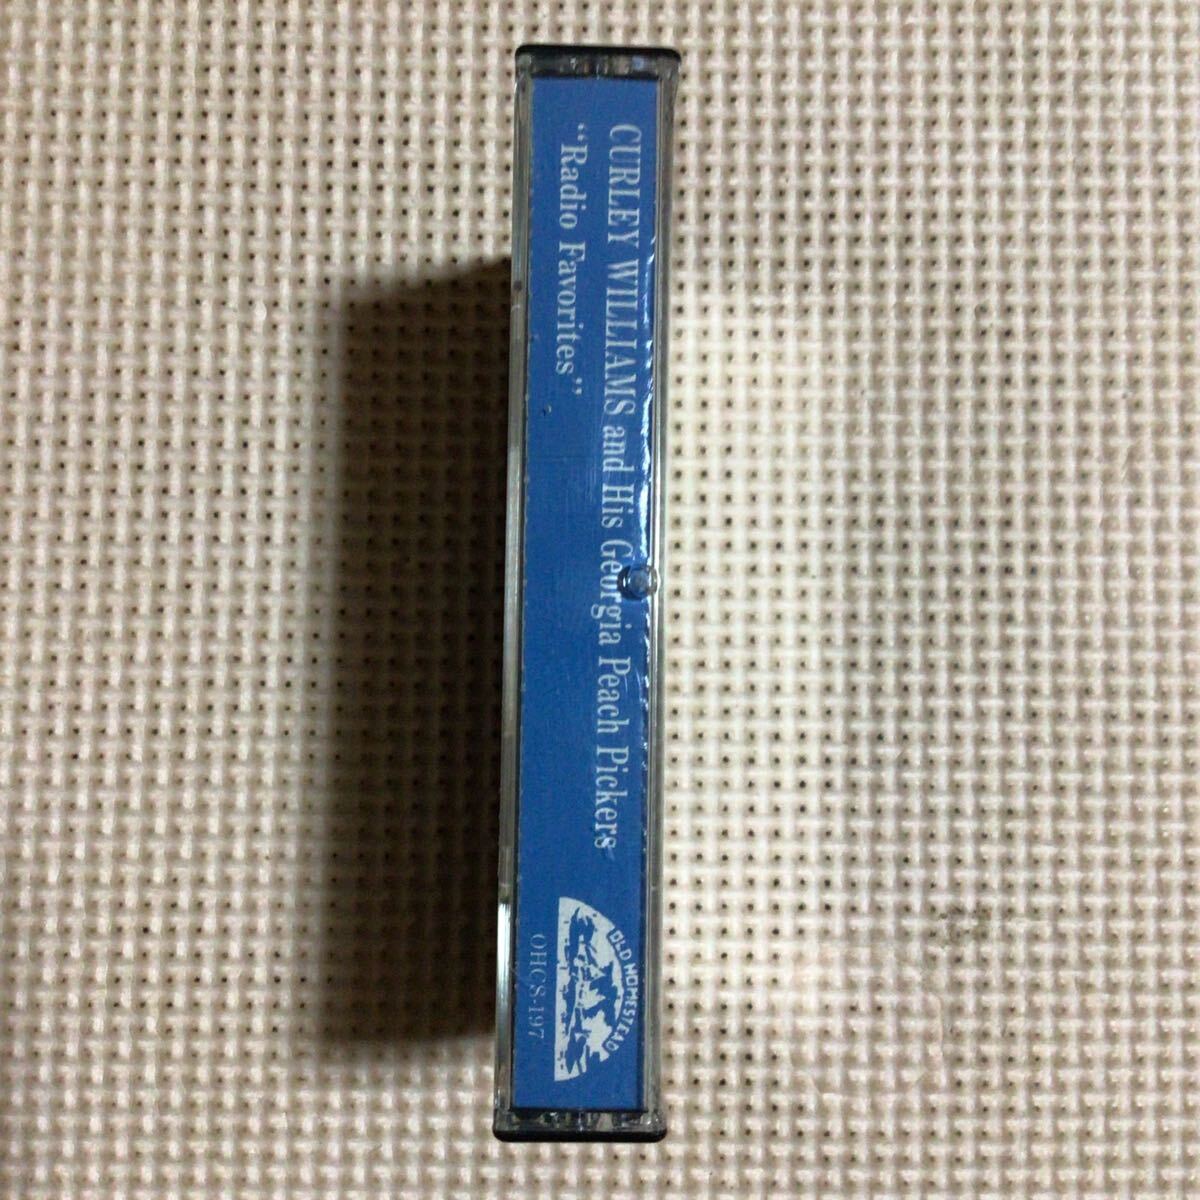 CURLEY WILLIAMS and His Georgia Peach Pickers
“Radio Favorites”
OLD HOMESTEAD
OHCS-197